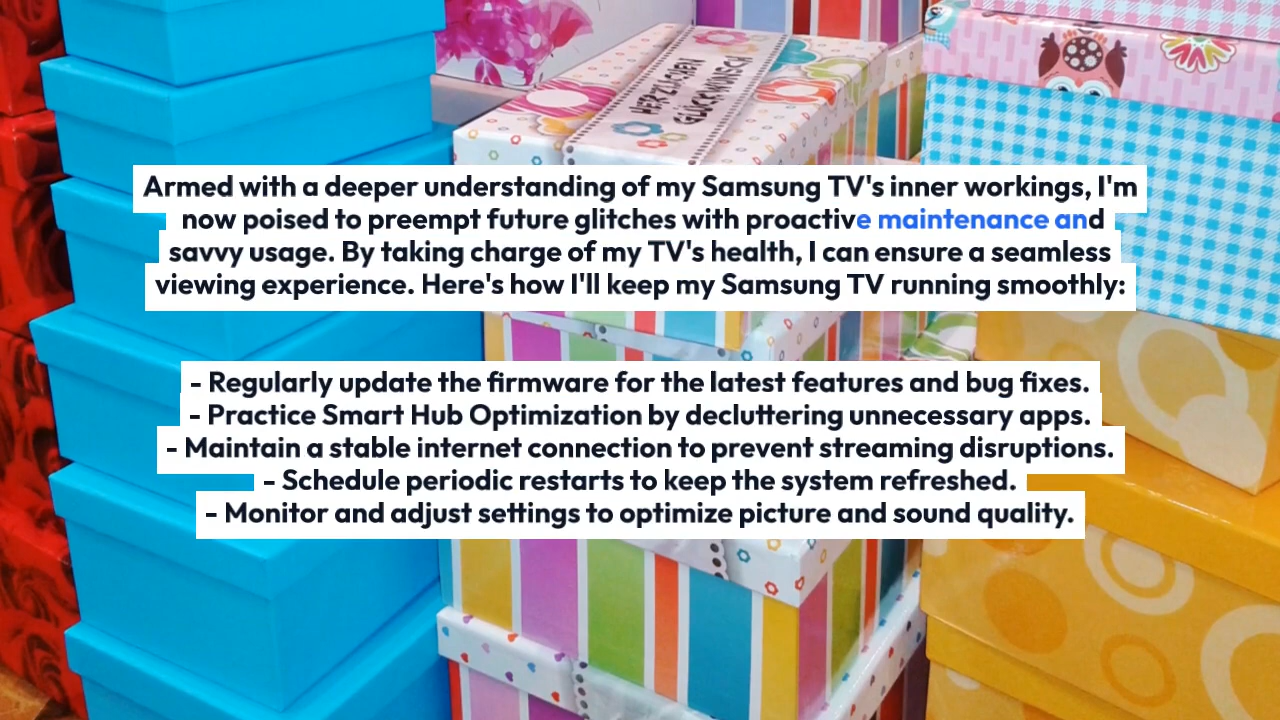 HERZLICHEN
GLÜCKWUNSCH
Armed with a deeper understanding of my Samsung TV's inner workings, I'm
now poised to preempt future glitches with proactive maintenance and
savvy usage. By taking charge of my TV's health, I can ensure a seamless
viewing experience. Here's how I'll keep my Samsung TV running smoothly:
- Regularly update the firmware for the latest features and bug fixes.
- Practice Smart Hub Optimization by decluttering unnecessary apps.
- Maintain a stable internet connection to prevent streaming disruptions.
- Schedule periodic restarts to keep the system refreshed.
- Monitor and adjust settings to optimize picture and sound quality.